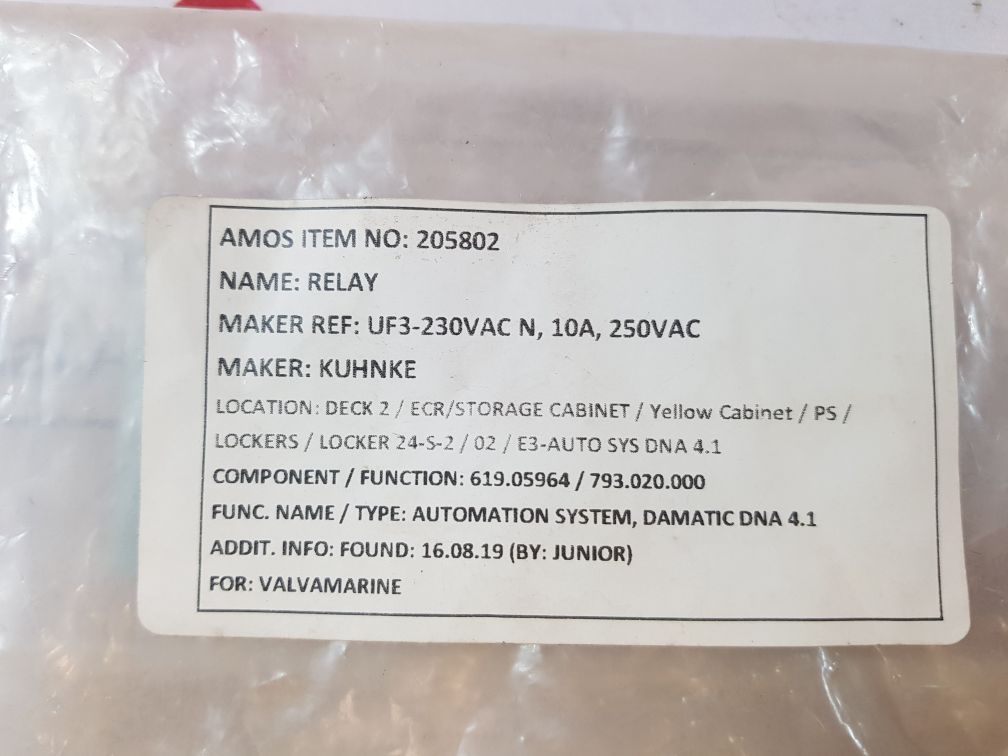 AMOS ITEM NO: 205802
NAME: RELAY
MAKER REF: UF3-230VAC N, 10A, 250VAC
MAKER: KUHNKE
LOCATION: DECK 2 / ECR/STORAGE CABINET / Yellow Cabinet / PS /
LOCKERS / LOCKER 24-S-2 / 02 / E3-AUTO SYS DNA 4.1
COMPONENT / FUNCTION: 619.05964 / 793.020.000
FUNC. NAME / TYPE: AUTOMATION SYSTEM, DAMATIC DNA 4.1
ADDIT. INFO: FOUND: 16.08.19 (BY: JUNIOR)
FOR: VALVAMARINE